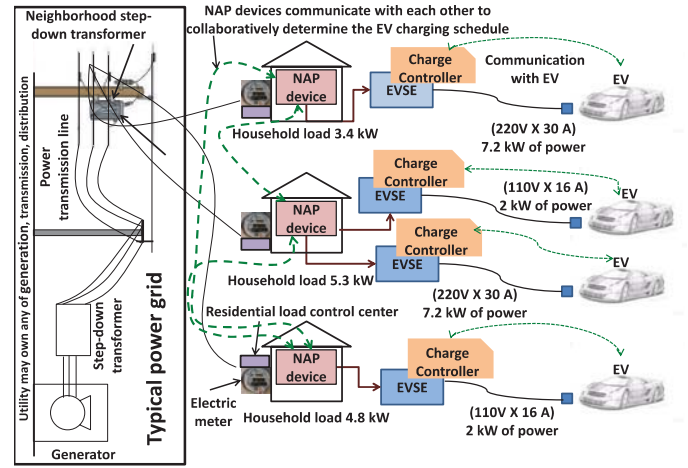 Neighborhood step-
down transformer
NAP devices communicate with each other to
collaboratively determine the EV charging schedule
Utility may own any of generation, transmission, distribution
Power
transmission line
Step-down
transformer
Generator
Typical power grid
NAP
device
Household load 3.4 kW
Charge
Controller
EVSE
Communication
with EV
EV
(220V X 30 A)
7.2 kW of power
NAP
device
Household load 5.3 kW
Charge
Controller
EVSE
(110V X 16 A)
2 kW of power
EV
Charge
Controller
EVSE
(220V X 30 A)
7.2 kW of power
EV
Residential load control center
NAP
device
Electric
meter
Household load 4.8 kW
Charge
Controller
EVSE
(110V X 16 A)
2 kW of power
EV